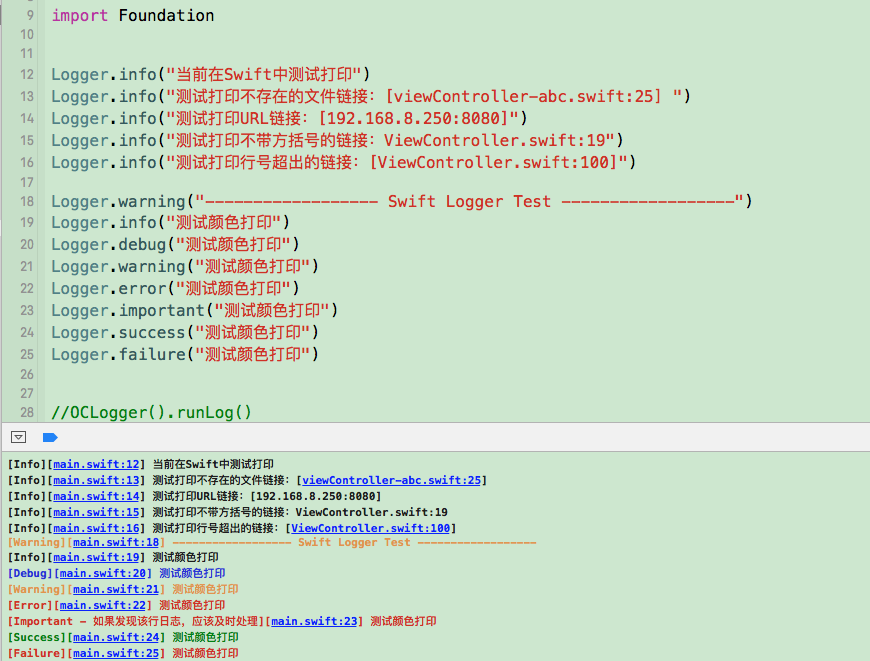 9 import Foundation
10
11
12 Logger.info("当前在Swift中测试打印")
13 Logger.info("测试打印不存在的文件链接：[viewController-abc.swift:25] ")
14 Logger.info("测试打印URL链接：[192.168.8.250:8080]")
15 Logger.info("测试打印不带方括号的链接：ViewController.swift:19")
16 Logger.info("测试打印行号超出的链接：[ViewController.swift:100]")
17
18 Logger.warning("------------------ Swift Logger Test ------------------")
19 Logger.info("测试颜色打印")
20 Logger.debug("测试颜色打印")
21 Logger.warning("测试颜色打印")
22 Logger.error("测试颜色打印")
23 Logger.important("测试颜色打印")
24 Logger.success("测试颜色打印")
25 Logger.failure("测试颜色打印")
26
27
28 //OCLogger().runLog()
[Info][main.swift:12] 当前在Swift中测试打印
[Info][main.swift:13] 测试打印不存在的文件链接：[viewController-abc.swift:25]
[Info][main.swift:14] 测试打印URL链接：[192.168.8.250:8080]
[Info][main.swift:15] 测试打印不带方括号的链接：ViewController.swift:19
[Info][main.swift:16] 测试打印行号超出的链接：[ViewController.swift:100]
[Warning][main.swift:18] ------------------ Swift Logger Test ------------------
[Info][main.swift:19] 测试颜色打印
[Debug][main.swift:20] 测试颜色打印
[Warning][main.swift:21] 测试颜色打印
[Error][main.swift:22] 测试颜色打印
[Important - 如果发现该行日志，应该及时处理][main.swift:23] 测试颜色打印
[Success][main.swift:24] 测试颜色打印
[Failure][main.swift:25] 测试颜色打印